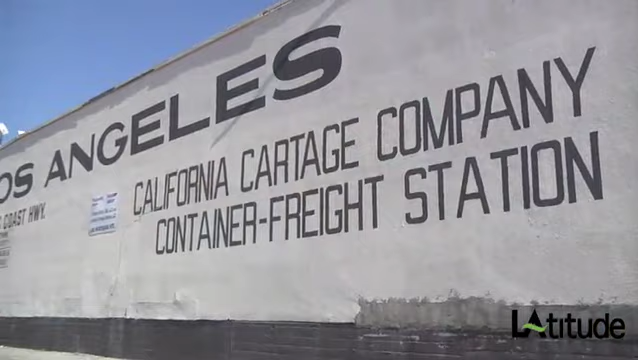 OS ANGELES
COAST HWY.
CALIFORNIA CARTAGE COMPANY
CONTAINER-FREIGHT STATION
LAtitude